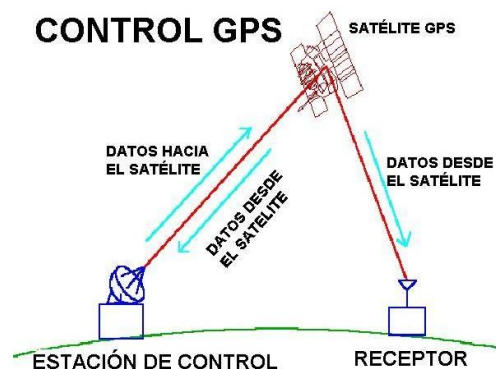 CONTROL GPS
SATÉLITE GPS
DATOS HACIA
EL SATÉLITE
DATOS DESDE
EL SATELITE
DATOS DESDE
EL SATÉLITE
ESTACIÓN DE CONTROL
RECEPTOR